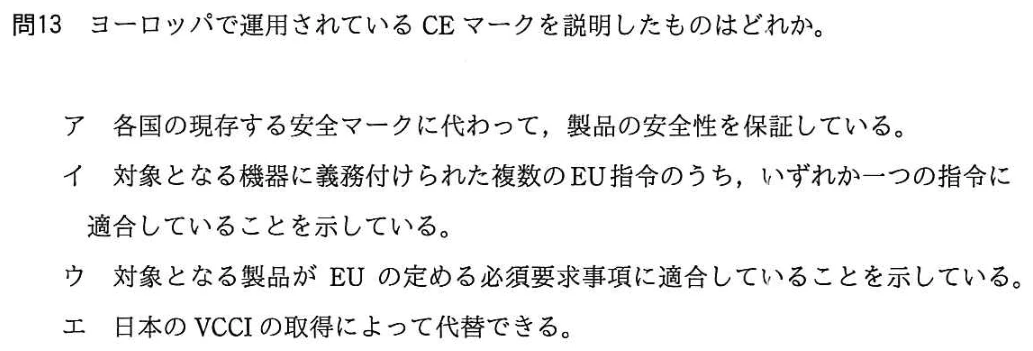 問13 ヨーロッパで運用されている CE マークを説明したものはどれか。
ア 各国の現存する安全マークに代わって，製品の安全性を保証している。
イ 対象となる機器に義務付けられた複数のEU指令のうち，いずれか一つの指令に
適合していることを示している。
ウ 対象となる製品が EU の定める必須要求事項に適合していることを示している。
エ 日本の VCCI の取得によって代替できる。